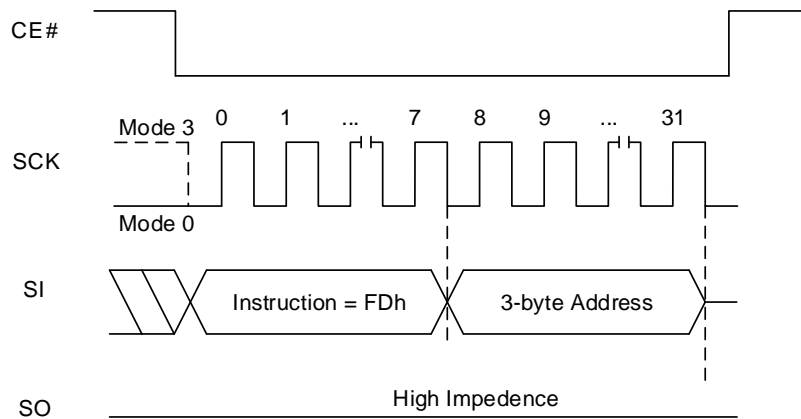 CE#
Mode 3
0 1 ... 7 8 9 ... 31
SCK
Mode 0
SI
Instruction = FDh
3-byte Address
High Impedence
SO